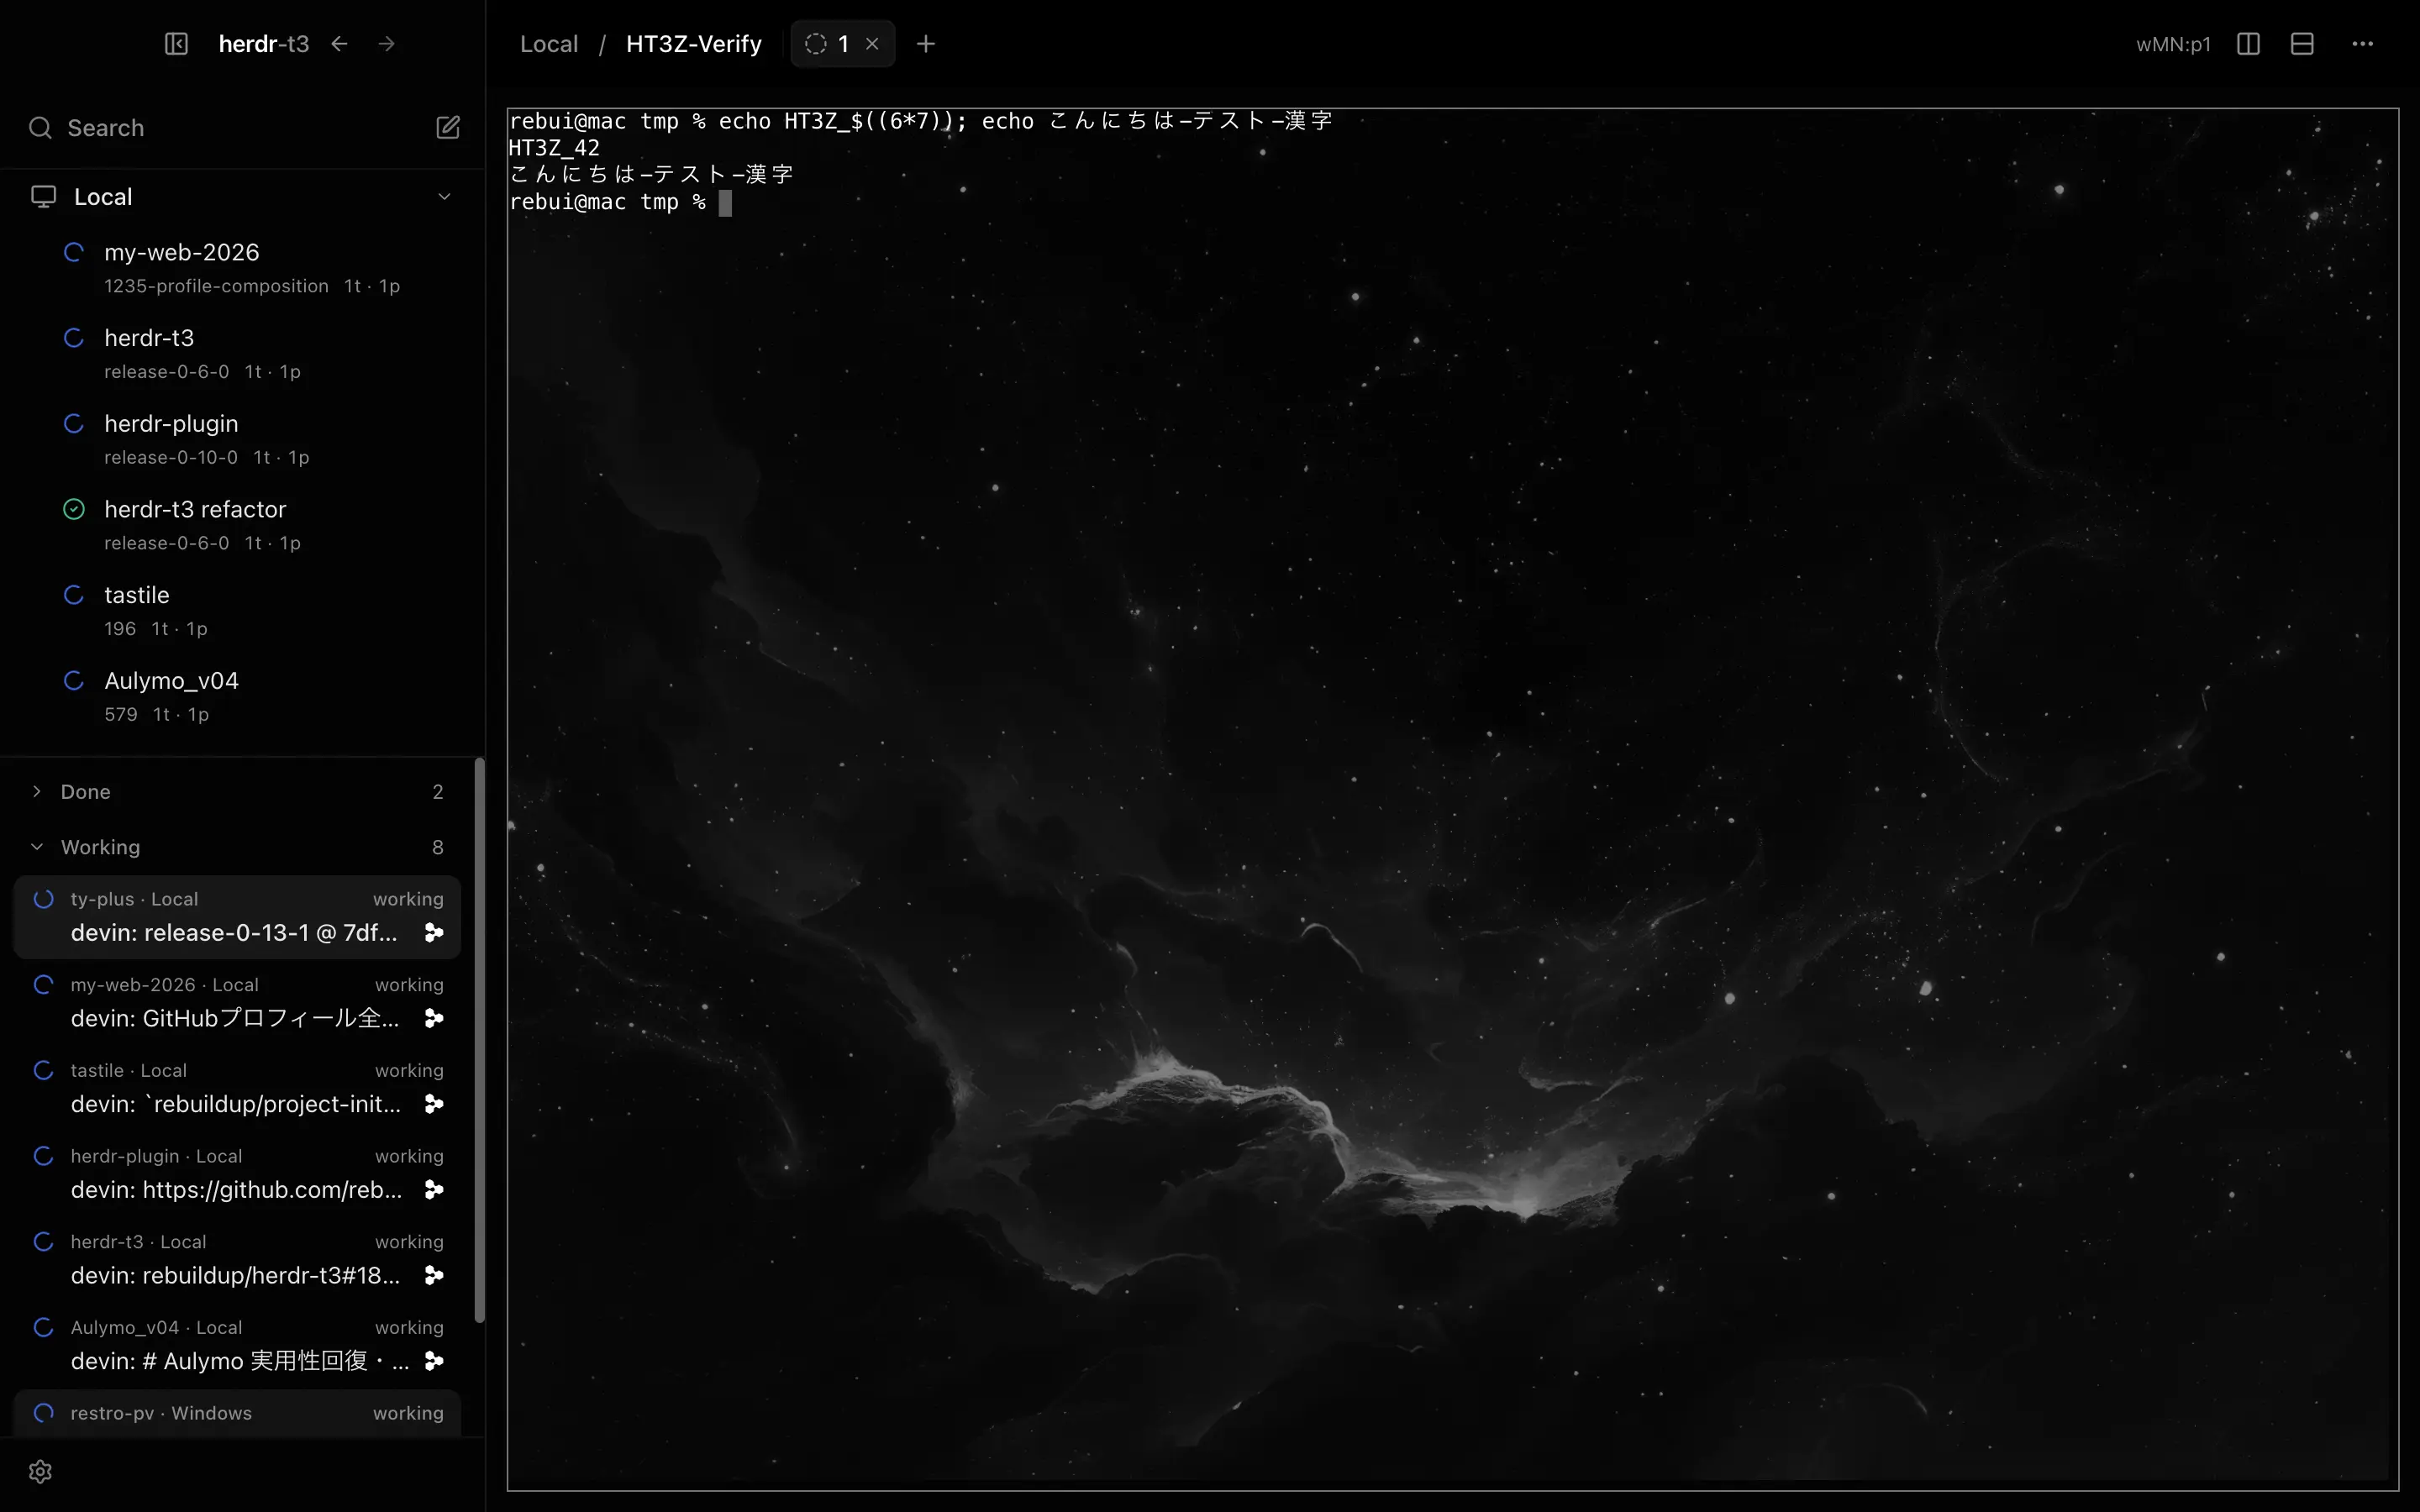 herdr-t3
Search
Local
my-web-2026
1235-profile-composition 1t · 1p
herdr-t3
release-0-6-0 1t · 1p
herdr-plugin
release-0-10-0 1t · 1p
herdr-t3 refactor
release-0-6-0 1t · 1p
tastile
196 1t · 1p
Aulymo_v04
579 1t · 1p
Done 2
Working 8
ty-plus · Local working
devin: release-0-13-1 @ 7df...
my-web-2026 · Local working
devin: GitHubプロフィール全...
tastile · Local working
devin: `rebuildup/project-init...
herdr-plugin · Local working
devin: https://github.com/reb...
herdr-t3 · Local working
devin: rebuildup/herdr-t3#18...
Aulymo_v04 · Local working
devin: # Aulymo 実用性回復・...
restro-pv · Windows working
Local / HT3Z-Verify 1
wMN:p1
rebui@mac tmp % echo HT3Z_$((6*7)); echo こんにちは-テスト-漢字
HT3Z_42
こんにちは-テスト-漢字
rebui@mac tmp %